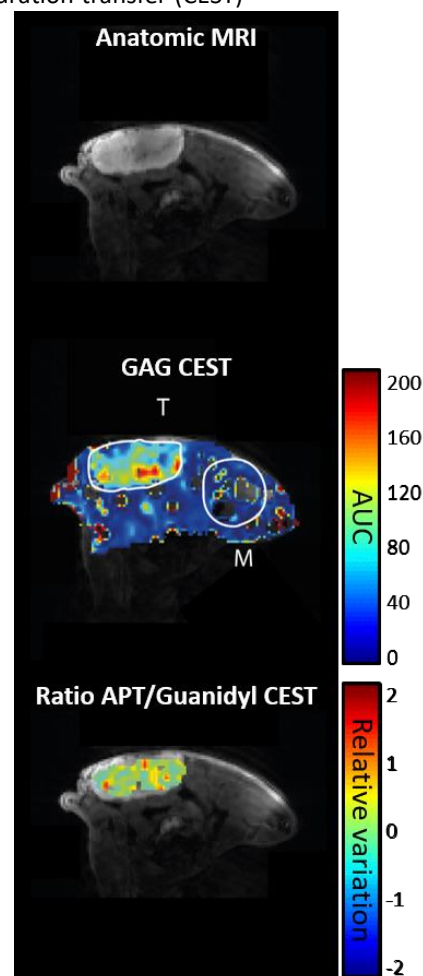 (CEST)
Anatomic MRI
GAG CEST
T
M
200
160
120
80
40
0
AUC
Ratio APT/Guanidyl CEST
2
1
0
-1
-2
Relative variation